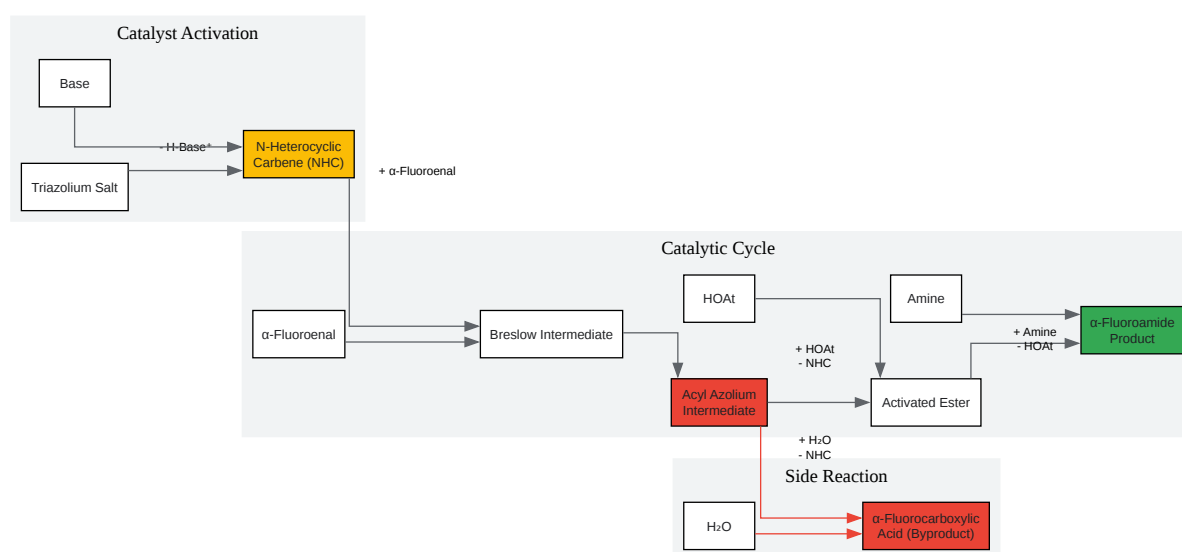 Catalyst Activation
Base
- H-Base⁺
N-Heterocyclic
Carbene (NHC)
Triazolium Salt
+ α-Fluoroenal
Catalytic Cycle
HOAt
Amine
α-Fluoroenal
Breslow Intermediate
+ Amine
- HOAt
α-Fluoroamide
Product
+ HOAt
- NHC
Acyl Azolium
Intermediate
Activated Ester
+ H₂O
- NHC
Side Reaction
H₂O
α-Fluorocarboxylic
Acid (Byproduct)